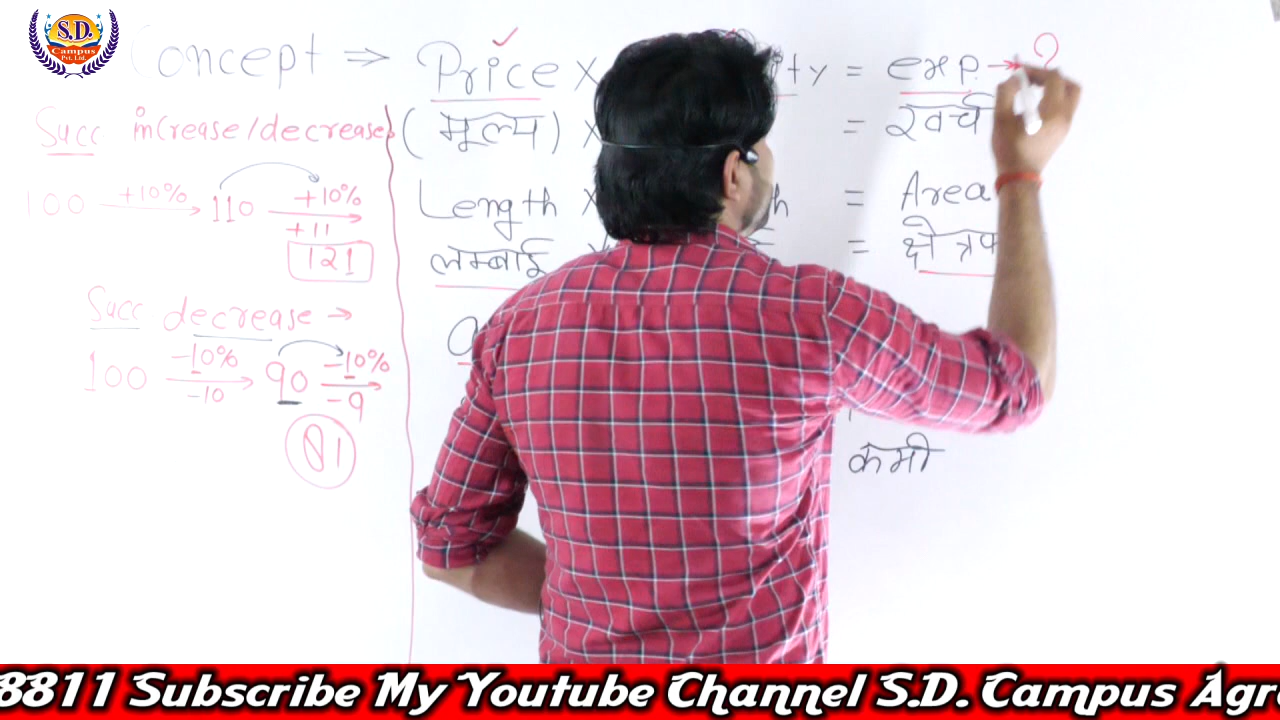 S.D.
Campus
Pvt. Ltd.
Concept ⇒ Price × ity = exp. → ?
Succ increase/decrease
(मूल्य) × = खर्च
100 +10% → 110 +10% →
+11
121
Length × h = Area
लम्बाई × = क्षेत्रफ
Succ decrease →
100 -10% → 90 -10% →
-10 -9
81
कमी
8811 Subscribe My Youtube Channel S.D. Campus Agr